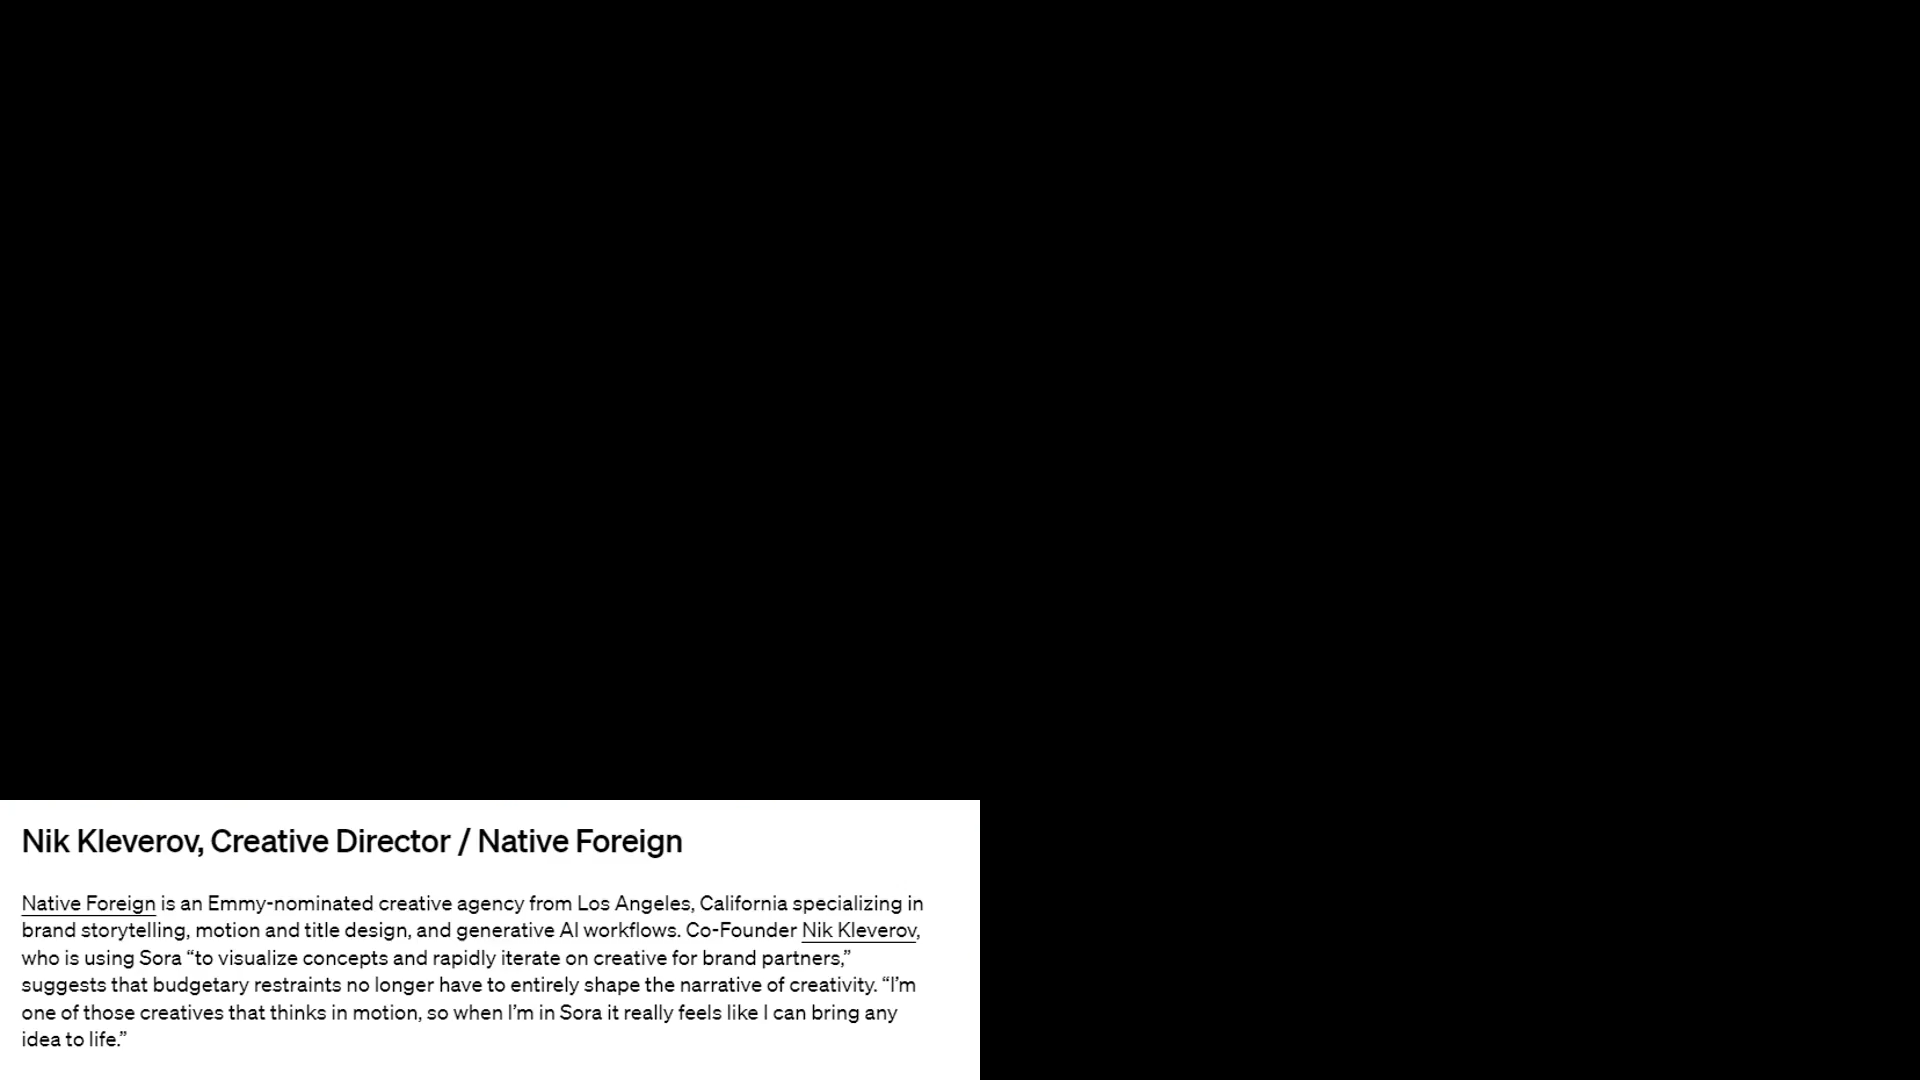 Nik Kleverov, Creative Director / Native Foreign
Native Foreign is an Emmy-nominated creative agency from Los Angeles, California specializing in
brand storytelling, motion and title design, and generative AI workflows. Co-Founder Nik Kleverov,
who is using Sora “to visualize concepts and rapidly iterate on creative for brand partners,”
suggests that budgetary restraints no longer have to entirely shape the narrative of creativity. “I’m
one of those creatives that thinks in motion, so when I’m in Sora it really feels like I can bring any
idea to life.”